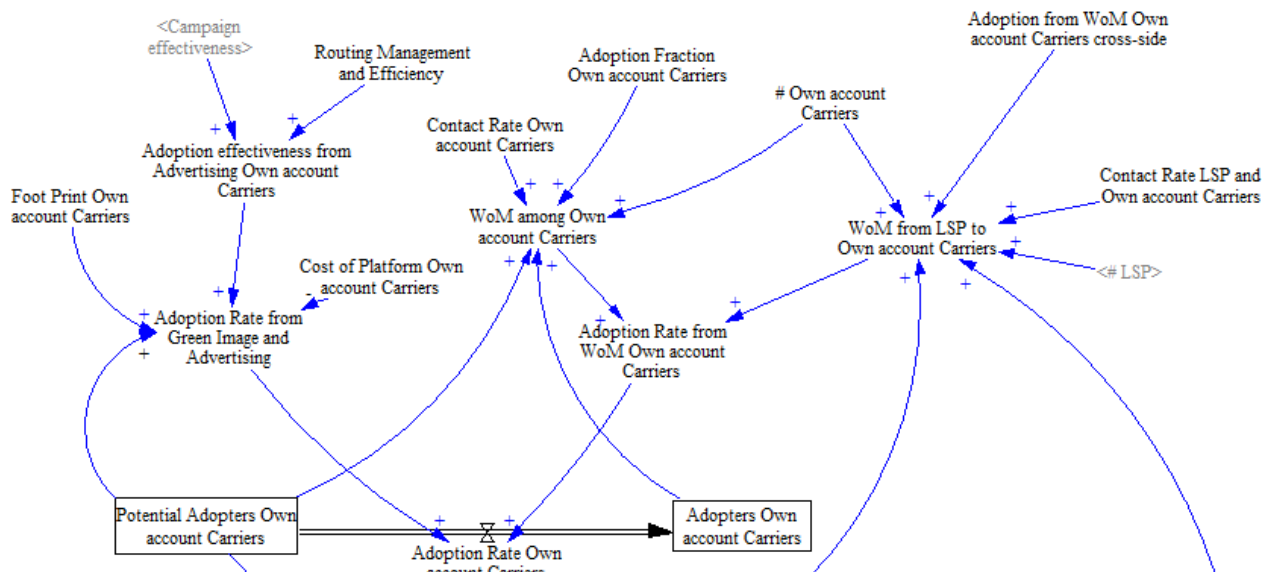 <Campaign
effectiveness>
Routing Management
and Efficiency
Adoption Fraction
Own account Carriers
Adoption from WoM Own
account Carriers cross-side
# Own account
Carriers
Contact Rate Own
account Carriers
Adoption effectiveness from
Advertising Own account
Carriers
Foot Print Own
account Carriers
Contact Rate LSP and
Own account Carriers
WoM among Own
account Carriers
WoM from LSP to
Own account Carriers
<# LSP>
Cost of Platform Own
account Carriers
Adoption Rate from
Green Image and
Advertising
Adoption Rate from
WoM Own account
Carriers
Potential Adopters Own
account Carriers
Adopters Own
account Carriers
Adoption Rate Own
account Carriers